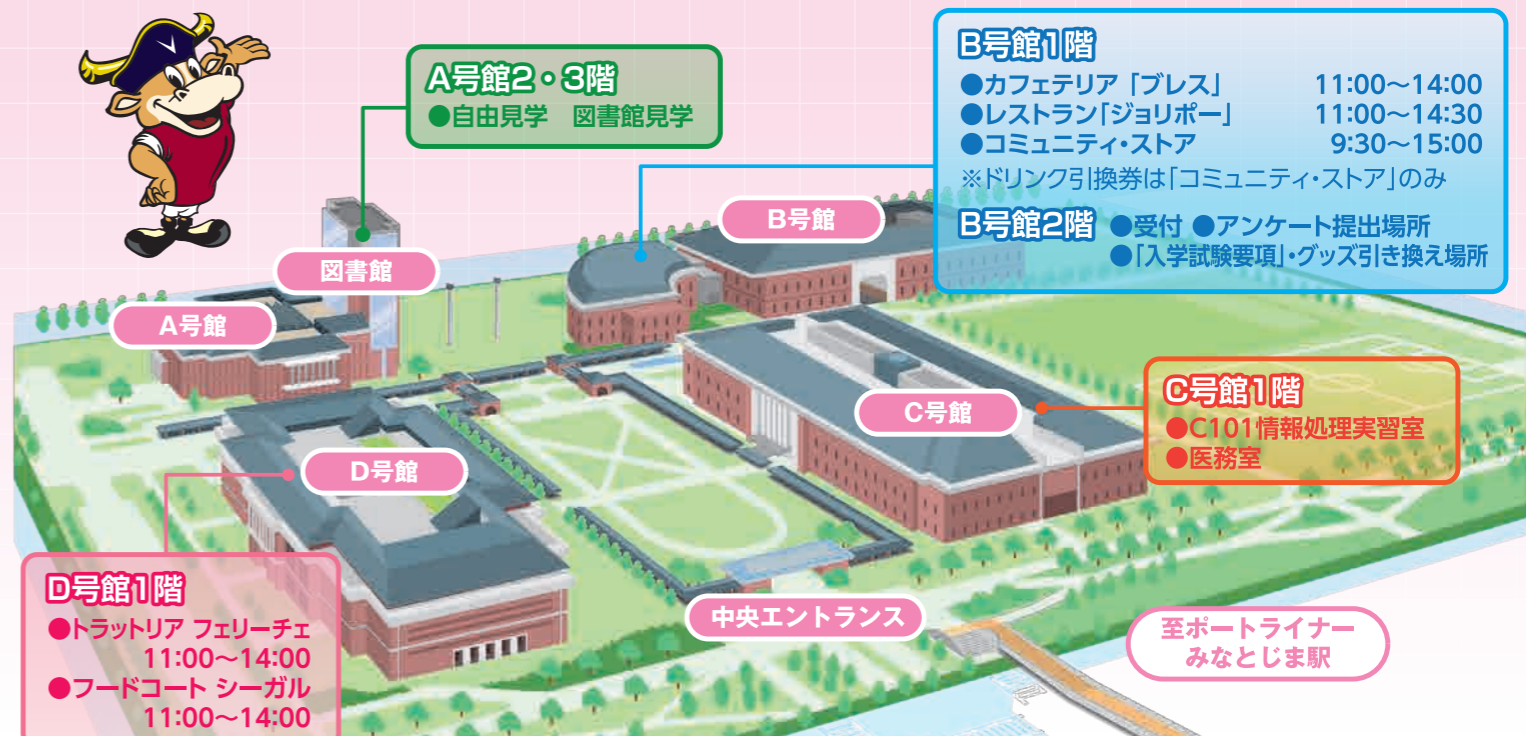 A号館2・3階
●自由見学　図書館見学
B号館1階
●カフェテリア「ブレス」 11:00～14:00
●レストラン「ジョリポー」 11:00～14:30
●コミュニティ・ストア 9:30～15:00
※ドリンク引換券は「コミュニティ・ストア」のみ
B号館2階 ●受付 ●アンケート提出場所
●「入学試験要項」・グッズ引き換え場所
B号館
図書館
A号館
C号館1階
●C101情報処理実習室
●医務室
C号館
D号館
D号館1階
●トラットリア フェリーチェ
11:00～14:00
●フードコート シーガル
11:00～14:00
中央エントランス
至ポートライナー
みなとじま駅